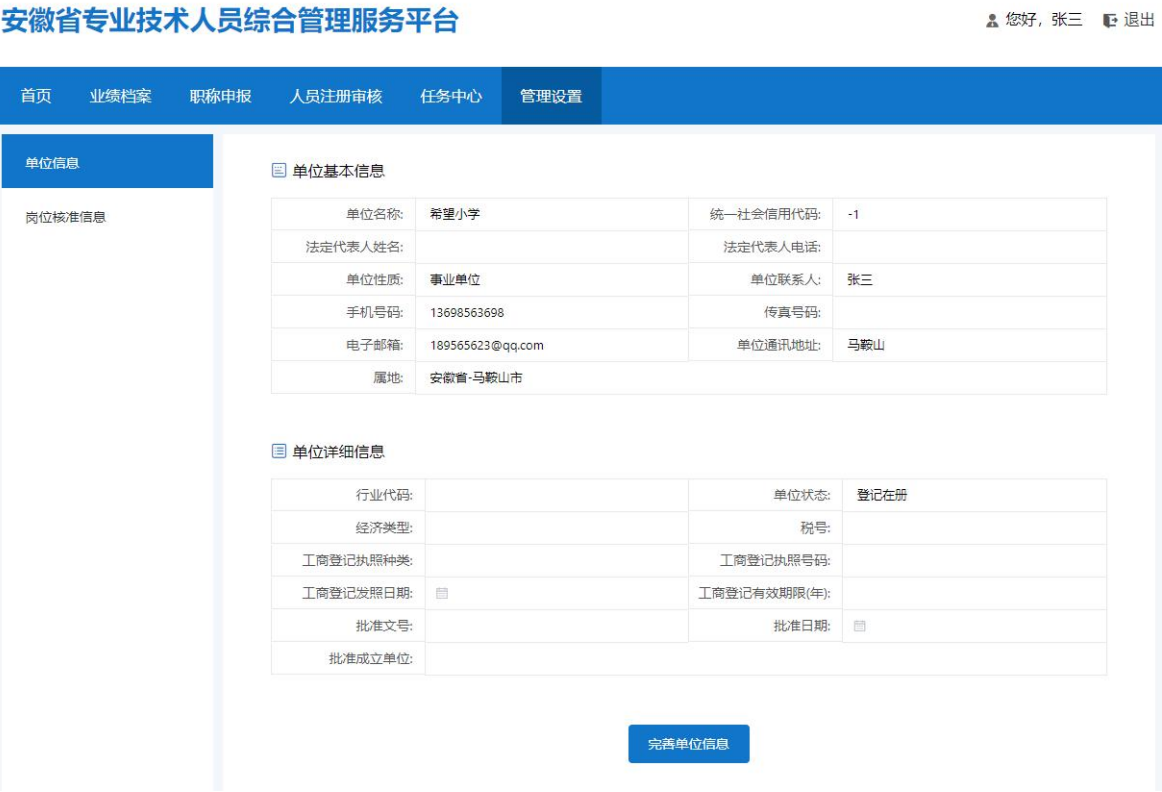 安徽省专业技术人员综合管理服务平台
您好，张三 退出
首页 业绩档案 职称申报 人员注册审核 任务中心 管理设置
单位信息
岗位核准信息
单位基本信息
单位名称: 希望小学 统一社会信用代码: -1
法定代表人姓名: 法定代表人电话:
单位性质: 事业单位 单位联系人: 张三
手机号码: 13698563698 传真号码:
电子邮箱: 189565623@qq.com 单位通讯地址: 马鞍山
属地: 安徽省-马鞍山市
单位详细信息
行业代码: 单位状态: 登记在册
经济类型: 税号:
工商登记执照种类: 工商登记执照号码:
工商登记发照日期: 工商登记有效期限(年):
批准文号: 批准日期:
批准成立单位:
完善单位信息